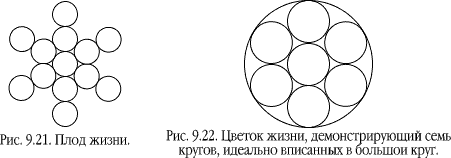 Рис. 9.21. Плод жизни.
Рис. 9.22. Цветок жизни, демонстрирующий семь
кругов, идеально вписанных в большой круг.